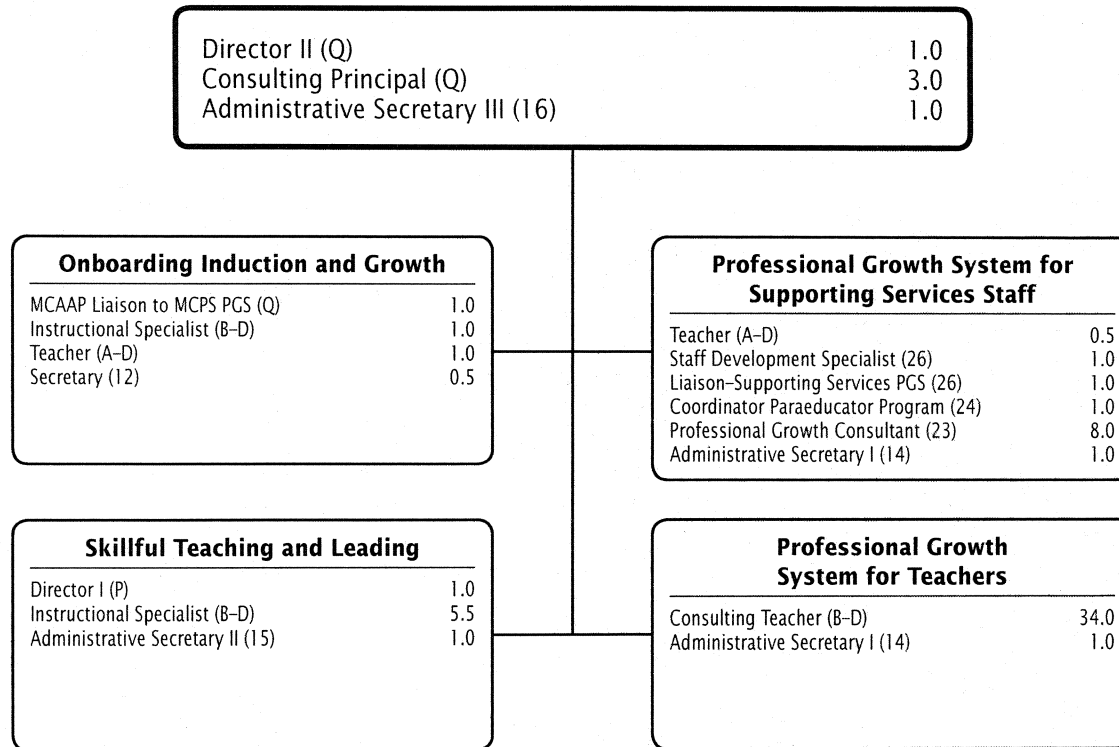 Director II (Q) 1.0
Consulting Principal (Q) 3.0
Administrative Secretary III (16) 1.0
Onboarding Induction and Growth
MCAAP Liaison to MCPS PGS (Q) 1.0
Instructional Specialist (B–D) 1.0
Teacher (A–D) 1.0
Secretary (12) 0.5
Professional Growth System for
Supporting Services Staff
Teacher (A–D) 0.5
Staff Development Specialist (26) 1.0
Liaison–Supporting Services PGS (26) 1.0
Coordinator Paraeducator Program (24) 1.0
Professional Growth Consultant (23) 8.0
Administrative Secretary I (14) 1.0
Skillful Teaching and Leading
Director I (P) 1.0
Instructional Specialist (B–D) 5.5
Administrative Secretary II (15) 1.0
Professional Growth
System for Teachers
Consulting Teacher (B–D) 34.0
Administrative Secretary I (14) 1.0